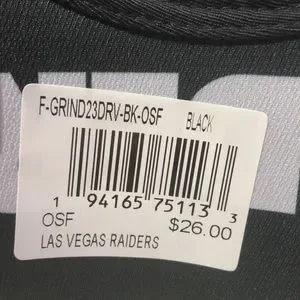 F-GRIND23DRV-BK-OSF BLACK
1 94165 75113 3
OSF $26.00
LAS VEGAS RAIDERS